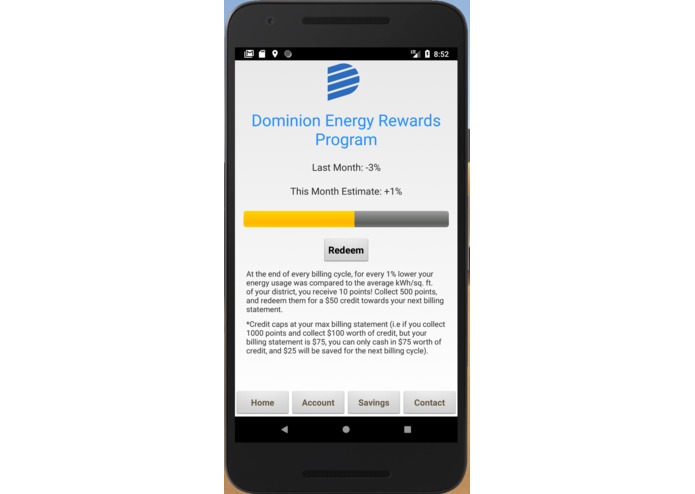 8:52
Dominion Energy Rewards
Program
Last Month: -3%
This Month Estimate: +1%
Redeem
At the end of every billing cycle, for every 1% lower your
energy usage was compared to the average kWh/sq. ft.
of your district, you receive 10 points! Collect 500 points,
and redeem them for a $50 credit towards your next billing
statement.
*Credit caps at your max billing statement (i.e if you collect
1000 points and collect $100 worth of credit, but your
billing statement is $75, you can only cash in $75 worth of
credit, and $25 will be saved for the next billing cycle).
Home Account Savings Contact